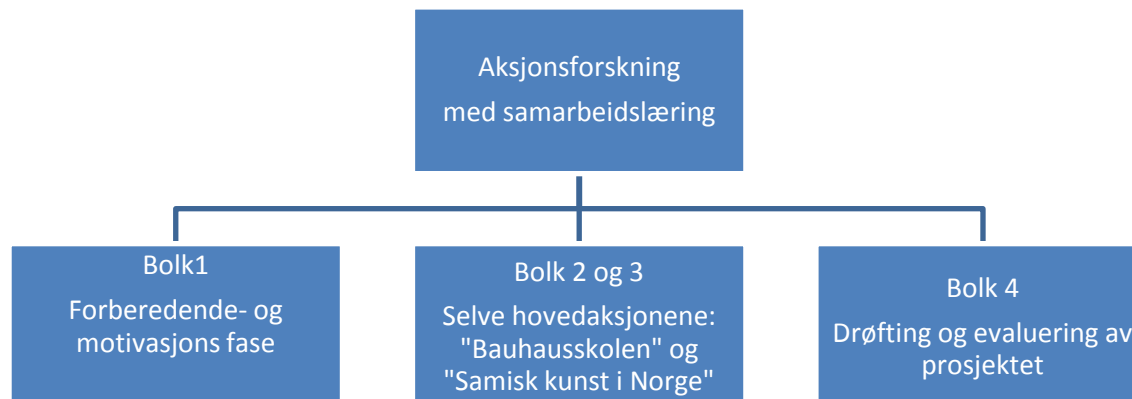 Aksjonsforskning
med samarbeidslæring
Bolk1
Forberedende- og
motivasjons fase
Bolk 2 og 3
Selve hovedaksjonene:
"Bauhausskolen" og
"Samisk kunst i Norge"
Bolk 4
Drøfting og evaluering av
prosjektet